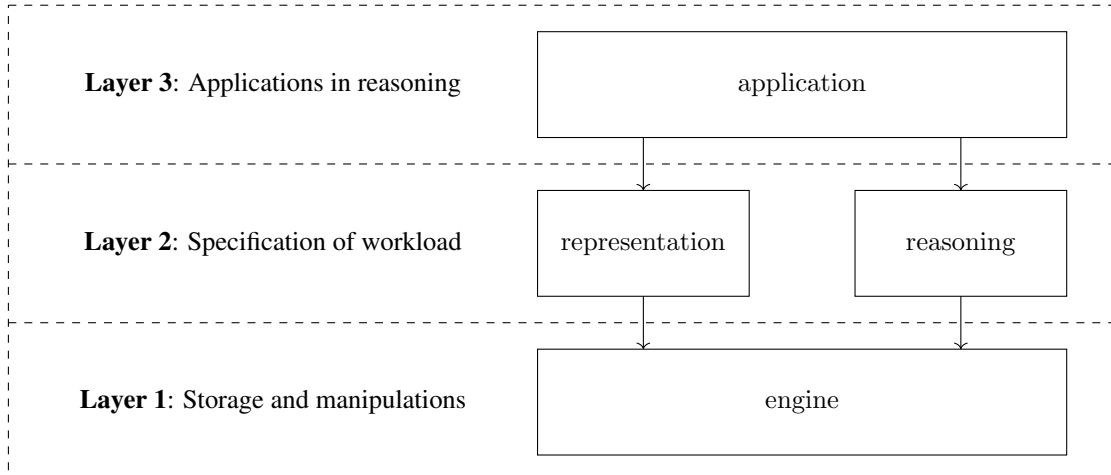 Layer 3: Applications in reasoning
application
Layer 2: Specification of workload
representation
reasoning
Layer 1: Storage and manipulations
engine